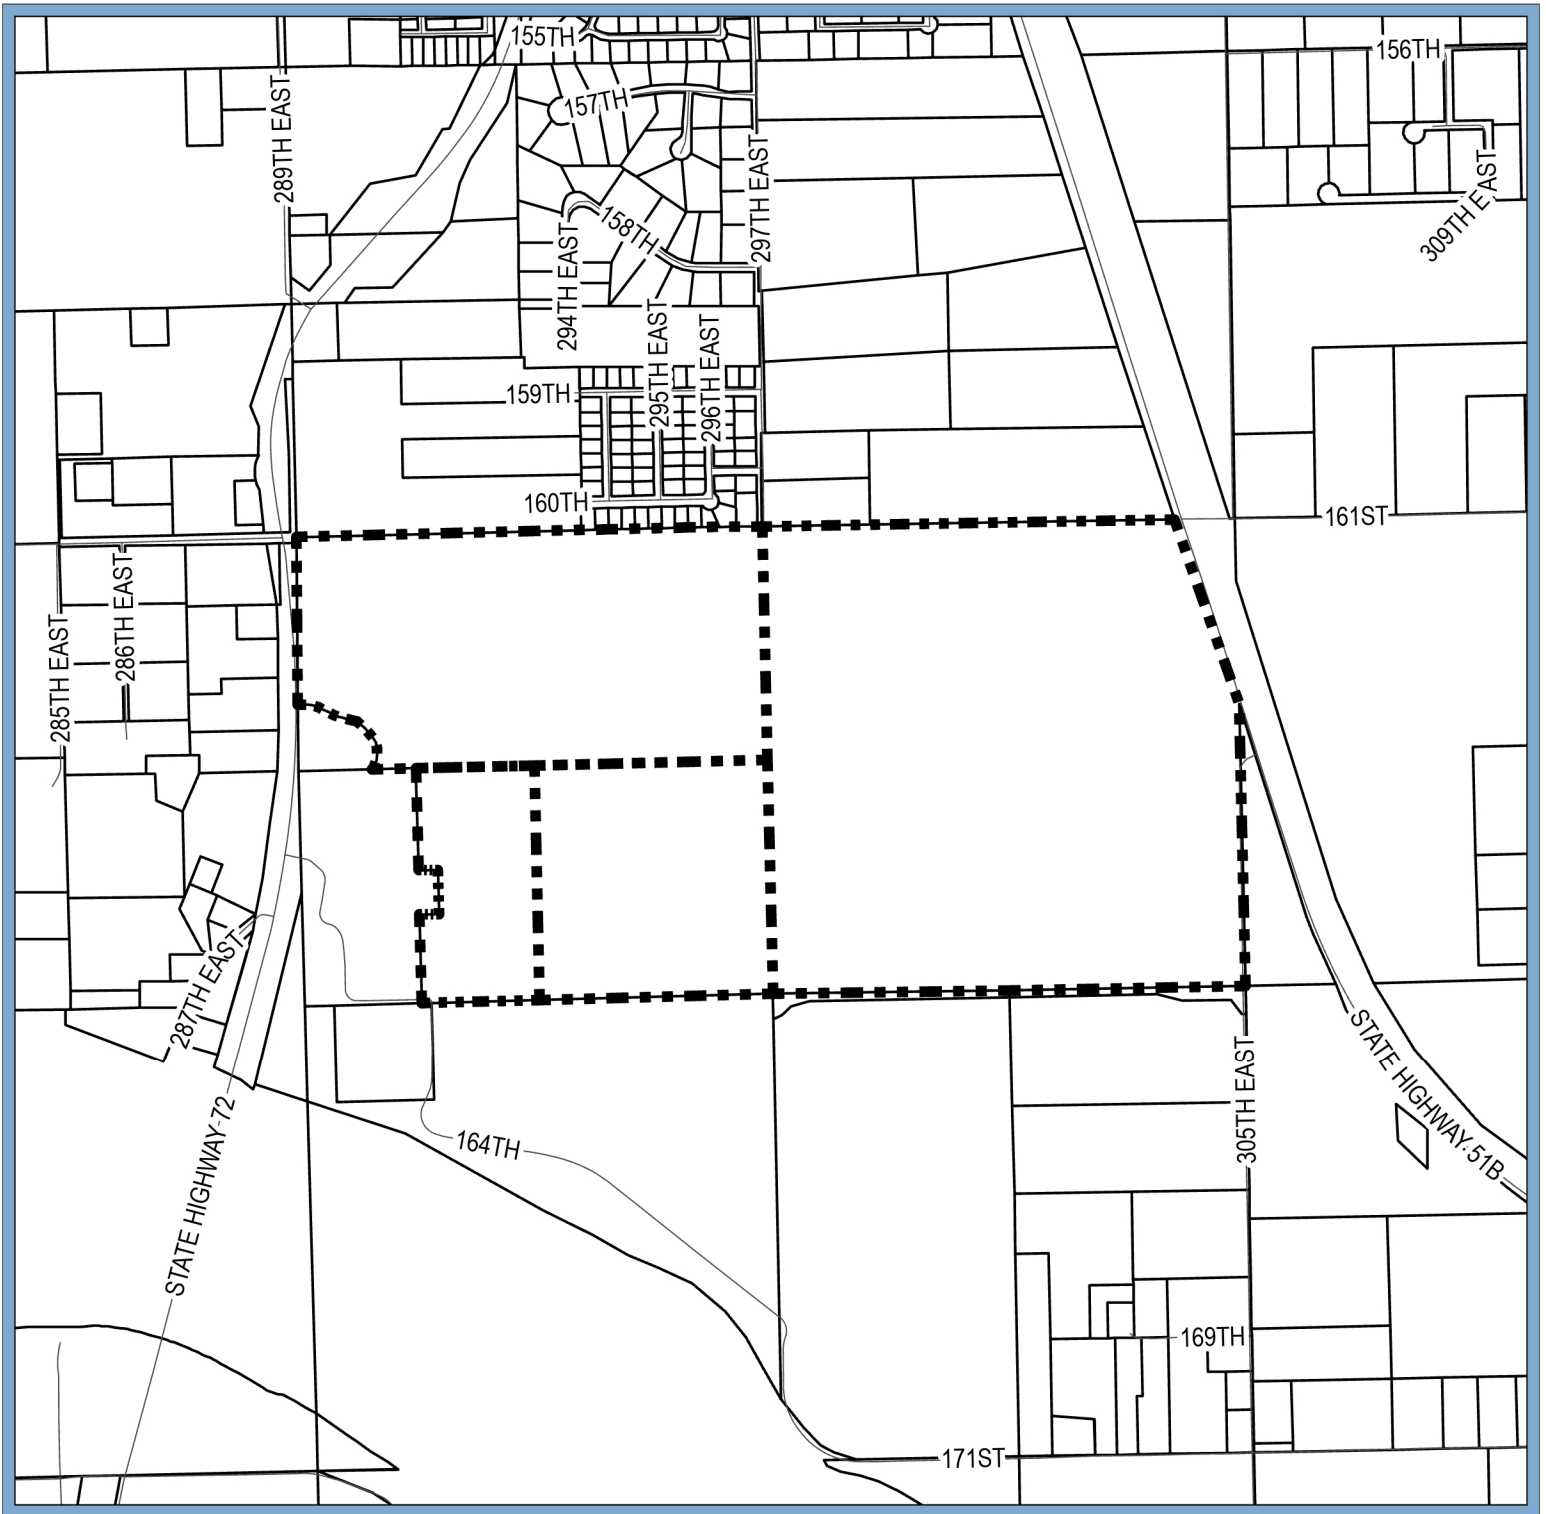 155TH
156TH
157TH
289TH EAST
297TH EAST
309TH EAST
158TH
294TH EAST
295TH EAST
296TH EAST
159TH
160TH
161ST
286TH EAST
285TH EAST
287TH EAST
STATE HIGHWAY 72
164TH
305TH EAST
STATE HIGHWAY 51B
169TH
171ST